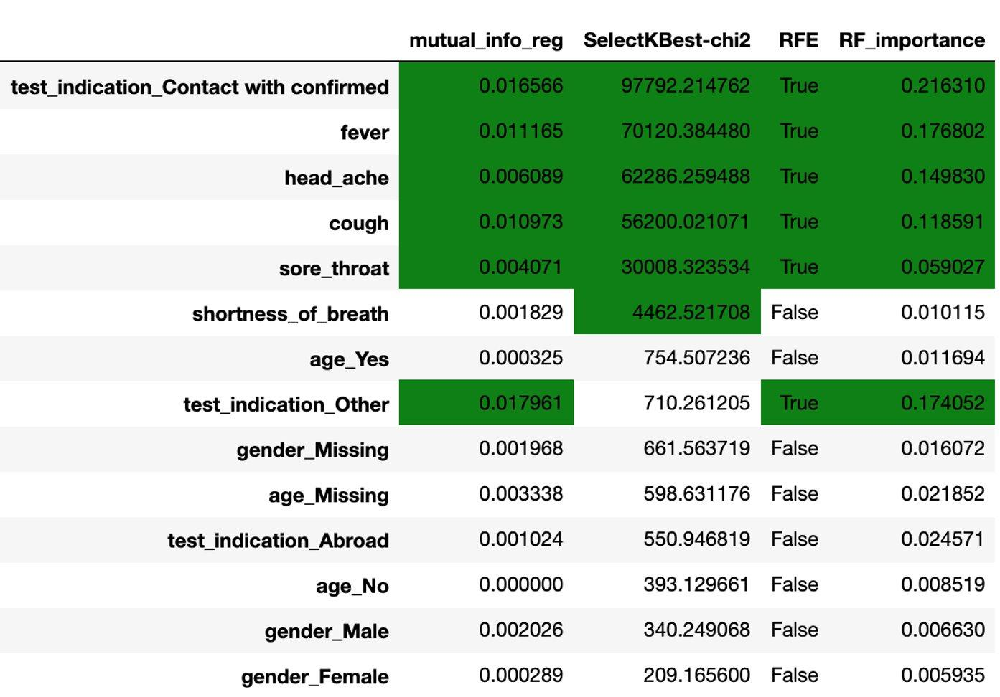 mutual_info_reg SelectKBest-chi2 RFE RF_importance
test_indication_Contact with confirmed 0.016566 97792.214762 True 0.216310
fever 0.011165 70120.384480 True 0.176802
head_ache 0.006089 62286.259488 True 0.149830
cough 0.010973 56200.021071 True 0.118591
sore_throat 0.004071 30008.323534 True 0.059027
shortness_of_breath 0.001829 4462.521708 False 0.010115
age_Yes 0.000325 754.507236 False 0.011694
test_indication_Other 0.017961 710.261205 True 0.174052
gender_Missing 0.001968 661.563719 False 0.016072
age_Missing 0.003338 598.631176 False 0.021852
test_indication_Abroad 0.001024 550.946819 False 0.024571
age_No 0.000000 393.129661 False 0.008519
gender_Male 0.002026 340.249068 False 0.006630
gender_Female 0.000289 209.165600 False 0.005935